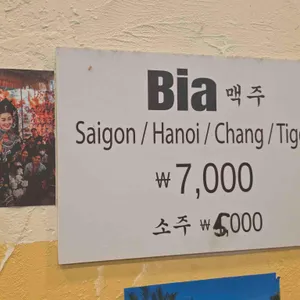 Bia 맥주
Saigon / Hanoi / Chang / Tige
₩7,000
소주 ₩5,000